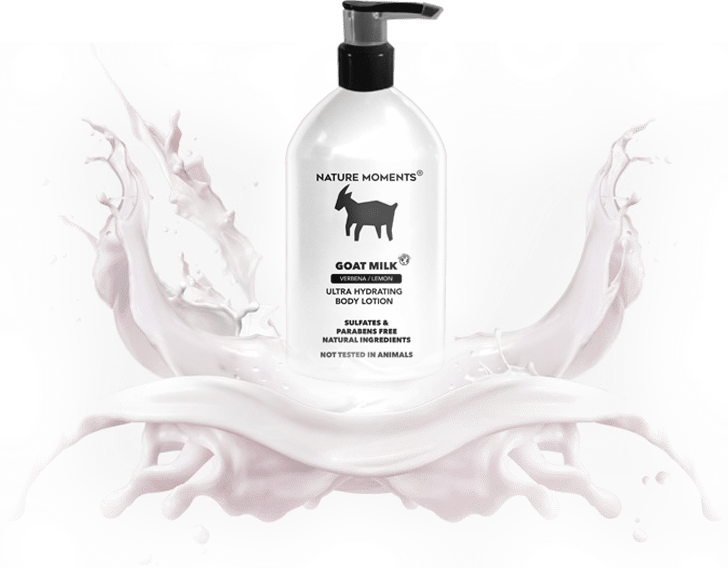 NATURE MOMENTS®
GOAT MILK
VERBENA / LEMON
ULTRA HYDRATING
BODY LOTION
SULFATES &
PARABENS FREE
NATURAL INGREDIENTS
NOT TESTED IN ANIMALS